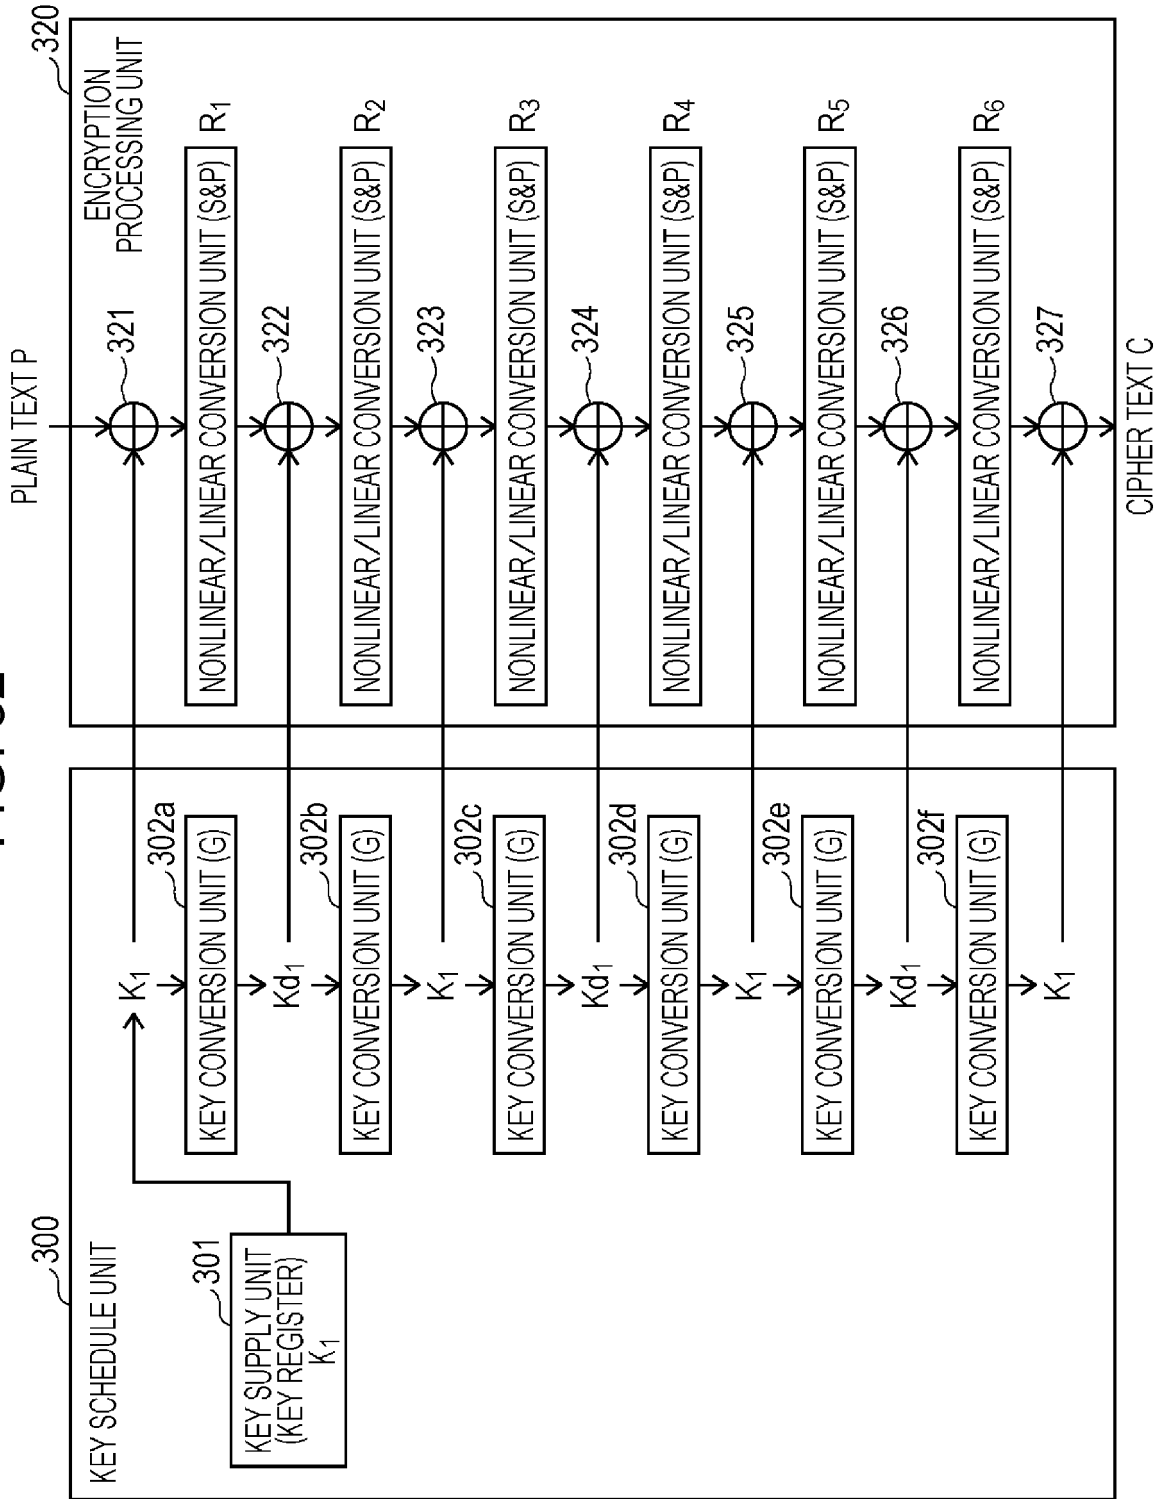 300
KEY SCHEDULE UNIT
301
KEY SUPPLY UNIT
(KEY REGISTER)
K1
K1
302a
KEY CONVERSION UNIT (G)
Kd1
302b
KEY CONVERSION UNIT (G)
K1
302c
KEY CONVERSION UNIT (G)
Kd1
302d
KEY CONVERSION UNIT (G)
K1
302e
KEY CONVERSION UNIT (G)
Kd1
302f
KEY CONVERSION UNIT (G)
K1
PLAIN TEXT P
320
ENCRYPTION
PROCESSING UNIT
321
NONLINEAR/LINEAR CONVERSION UNIT (S&P)
R1
322
NONLINEAR/LINEAR CONVERSION UNIT (S&P)
R2
323
NONLINEAR/LINEAR CONVERSION UNIT (S&P)
R3
324
NONLINEAR/LINEAR CONVERSION UNIT (S&P)
R4
325
NONLINEAR/LINEAR CONVERSION UNIT (S&P)
R5
326
NONLINEAR/LINEAR CONVERSION UNIT (S&P)
R6
327
CIPHER TEXT C